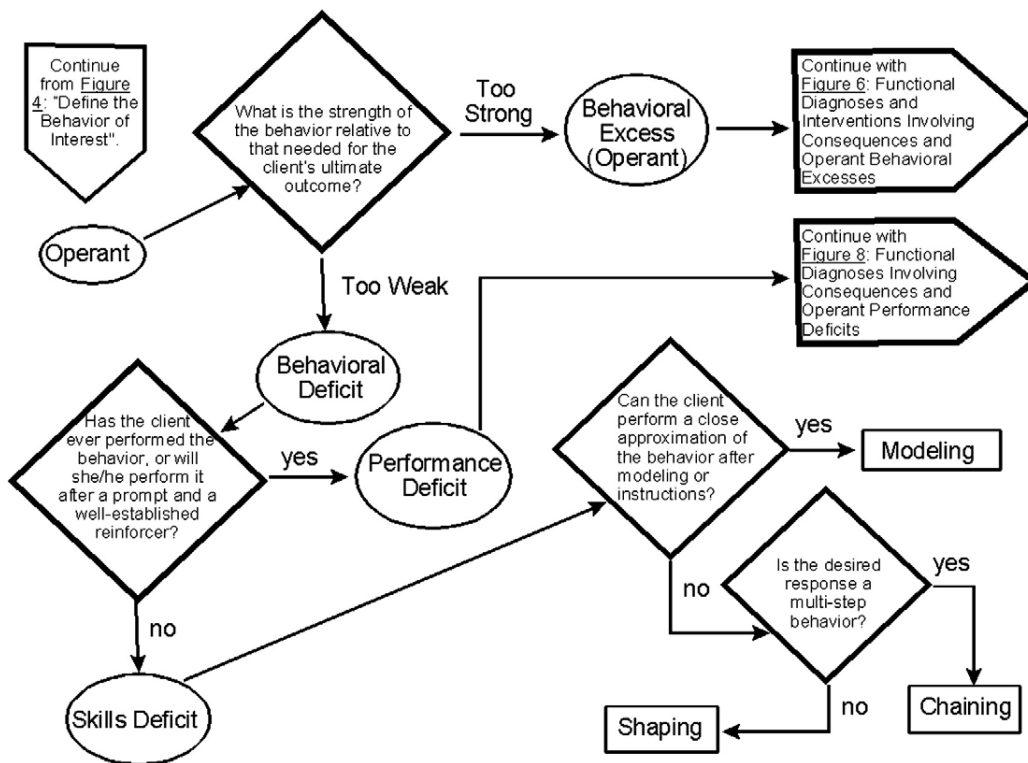 Continue
from Figure
4: "Define the
Behavior of
Interest".
What is the strength of
the behavior relative to
that needed for the
client's ultimate
outcome?
Too
Strong
Behavioral
Excess
(Operant)
Continue with
Figure 6: Functional
Diagnoses and
Interventions Involving
Consequences and
Operant Behavioral
Excesses
Operant
Continue with
Figure 8: Functional
Diagnoses Involving
Consequences and
Operant Performance
Deficits
Too Weak
Behavioral
Deficit
Has the client
ever performed the
behavior, or will
she/he perform it
after a prompt and a
well-established
reinforcer?
yes
Performance
Deficit
Can the client
perform a close
approximation of
the behavior after
modeling or
instructions?
yes
Modeling
no
Is the desired
response a
multi-step
behavior?
yes
no
Skills Deficit
no
Shaping
Chaining